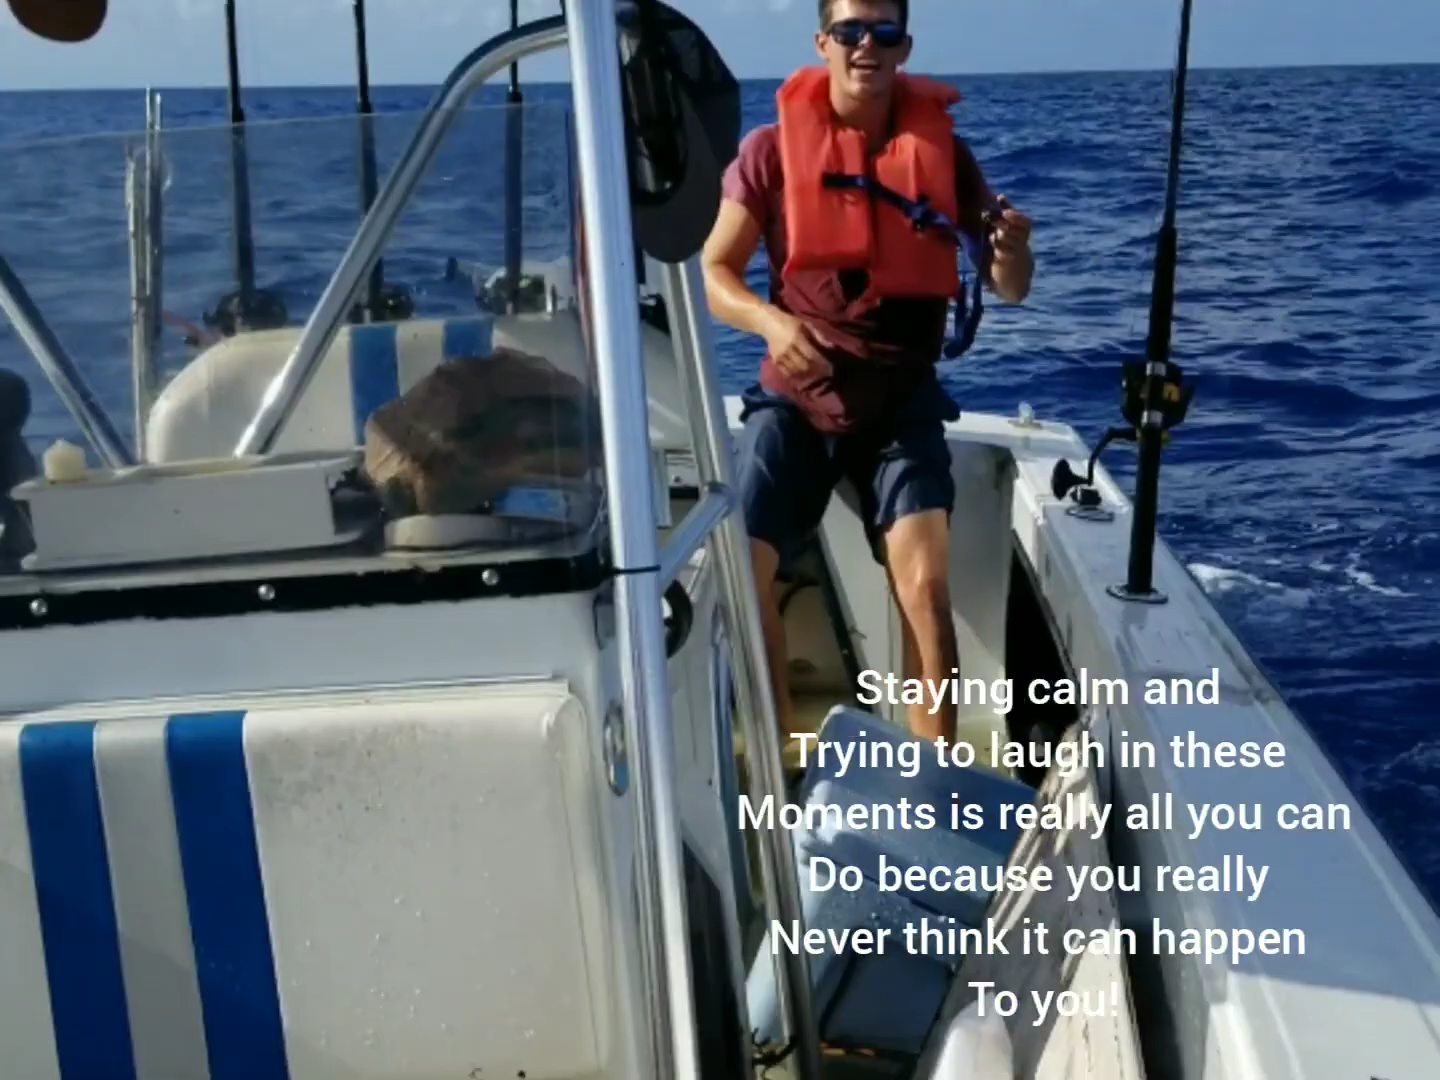 Staying calm and
Trying to laugh in these
Moments is really all you can
Do because you really
Never think it can happen
To you!